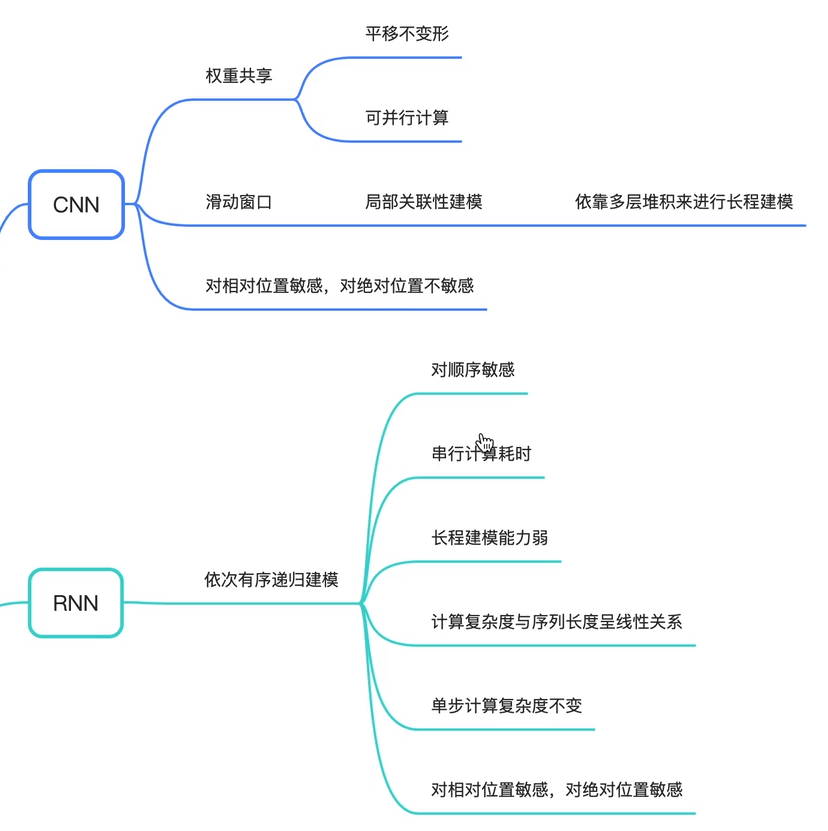 CNN
权重共享
平移不变形
可并行计算
滑动窗口
局部关联性建模
依靠多层堆积来进行长程建模
对相对位置敏感，对绝对位置不敏感
RNN
依次有序递归建模
对顺序敏感
串行计算耗时
长程建模能力弱
计算复杂度与序列长度呈线性关系
单步计算复杂度不变
对相对位置敏感，对绝对位置敏感